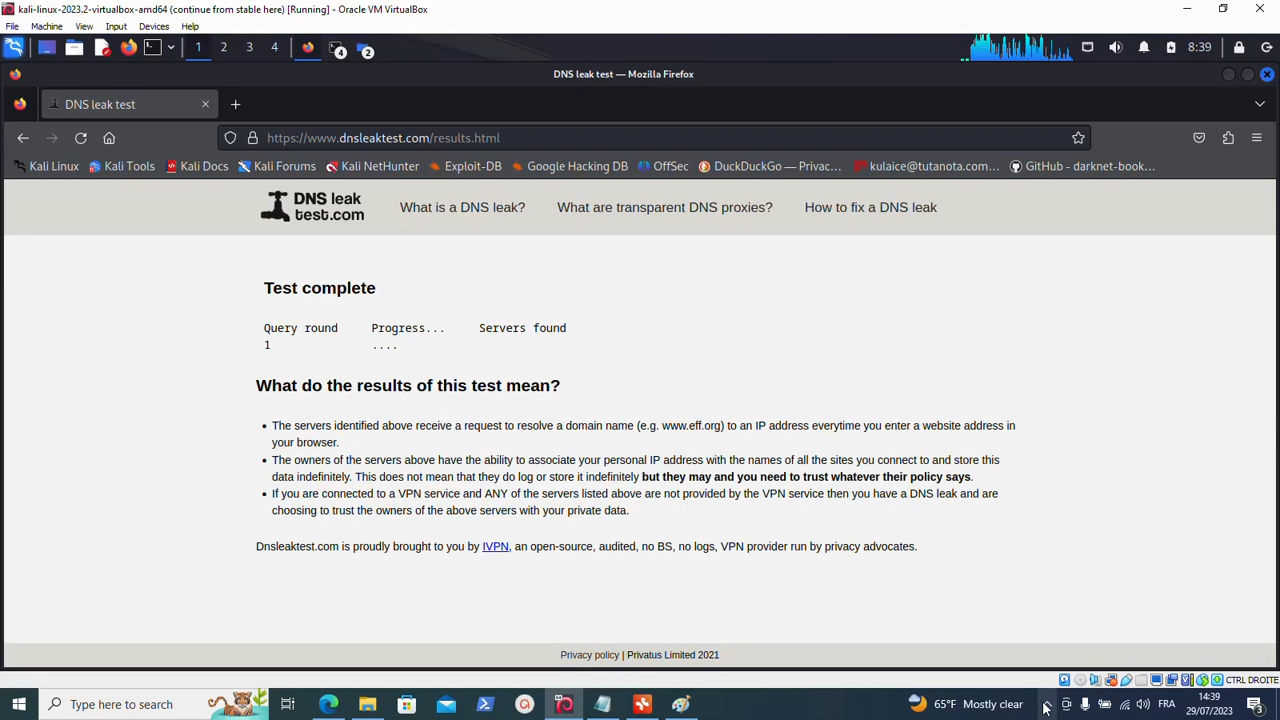 kali-linux-2023.2-virtualbox-amd64 (continue from stable here) [Running] - Oracle VM VirtualBox
File Machine View Input Devices Help
1 2 3 4 4 2 8:39
DNS leak test — Mozilla Firefox
DNS leak test
https://www.dnsleaktest.com/results.html
Kali Linux Kali Tools Kali Docs Kali Forums Kali NetHunter Exploit-DB Google Hacking DB OffSec DuckDuckGo — Privac... kulaice@tutanota.com... GitHub - darknet-book...
DNS leak
test.com
What is a DNS leak? What are transparent DNS proxies? How to fix a DNS leak
Test complete
Query round Progress... Servers found
1 ....
What do the results of this test mean?
• The servers identified above receive a request to resolve a domain name (e.g. www.eff.org) to an IP address everytime you enter a website address in
your browser.
• The owners of the servers above have the ability to associate your personal IP address with the names of all the sites you connect to and store this
data indefinitely. This does not mean that they do log or store it indefinitely but they may and you need to trust whatever their policy says.
• If you are connected to a VPN service and ANY of the servers listed above are not provided by the VPN service then you have a DNS leak and are
choosing to trust the owners of the above servers with your private data.
Dnsleaktest.com is proudly brought to you by IVPN, an open-source, audited, no BS, no logs, VPN provider run by privacy advocates.
Privacy policy | Privatus Limited 2021
CTRL DROITE
Type here to search 65°F Mostly clear FRA 14:39
29/07/2023 3